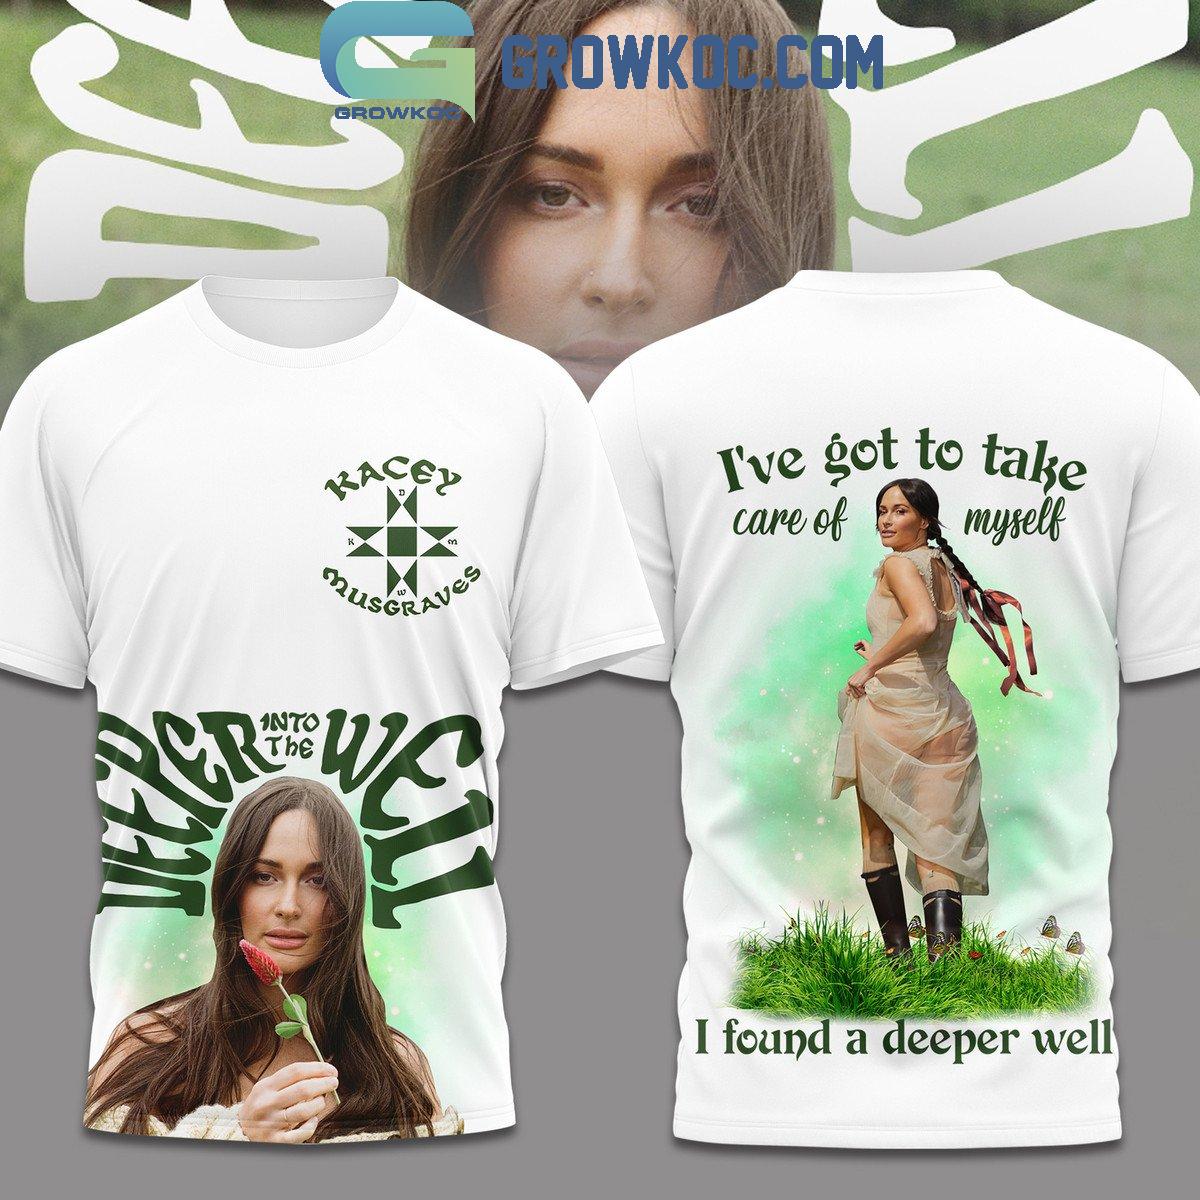 GROWKOC
GROWKOC.COM
KACEY
D
K M
W
MUSGRAVES
DEEPER INTO THE WELL
I've got to take
care of myself
I found a deeper well